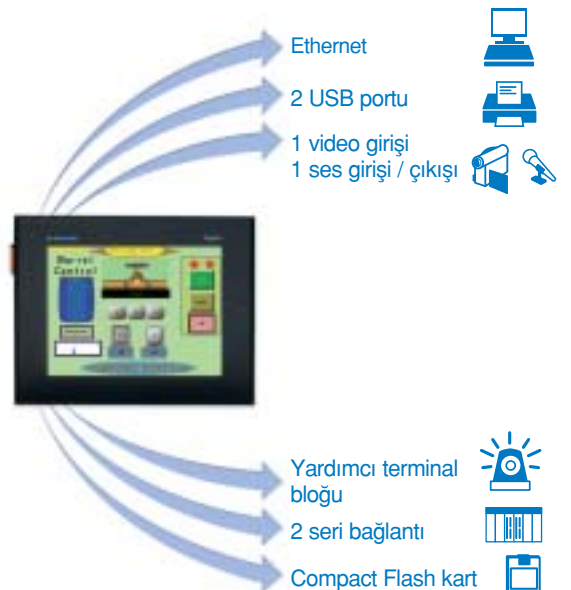 Ethernet
2 USB portu
1 video girişi
1 ses girişi / çıkışı
Control
Yardımcı terminal
bloğu
2 seri bağlantı
Compact Flash kart